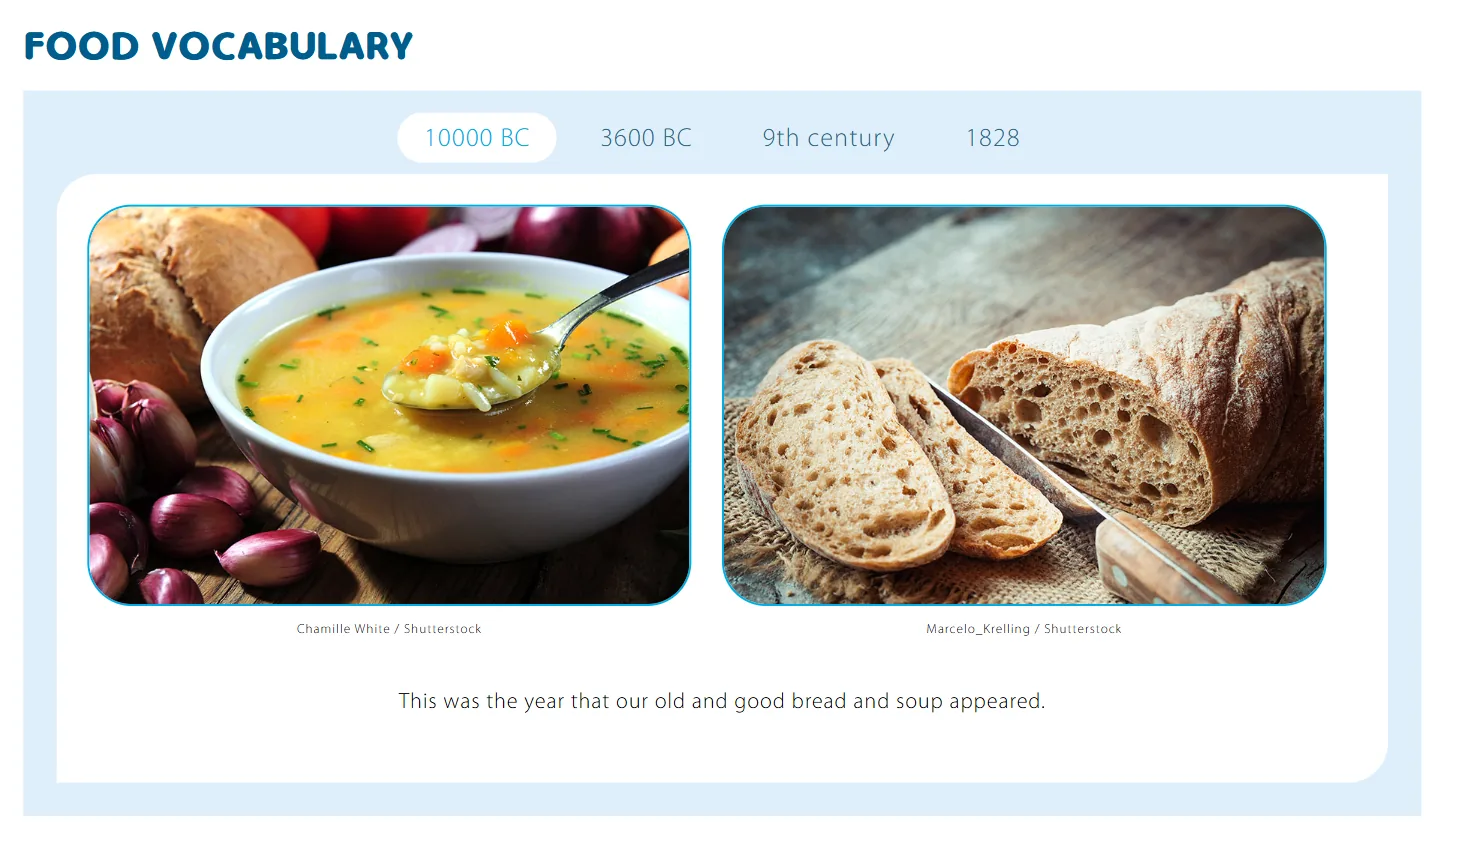 FOOD VOCABULARY
10000 BC 3600 BC 9th century 1828
Chamille White / Shutterstock
Marcelo_Krelling / Shutterstock
This was the year that our old and good bread and soup appeared.